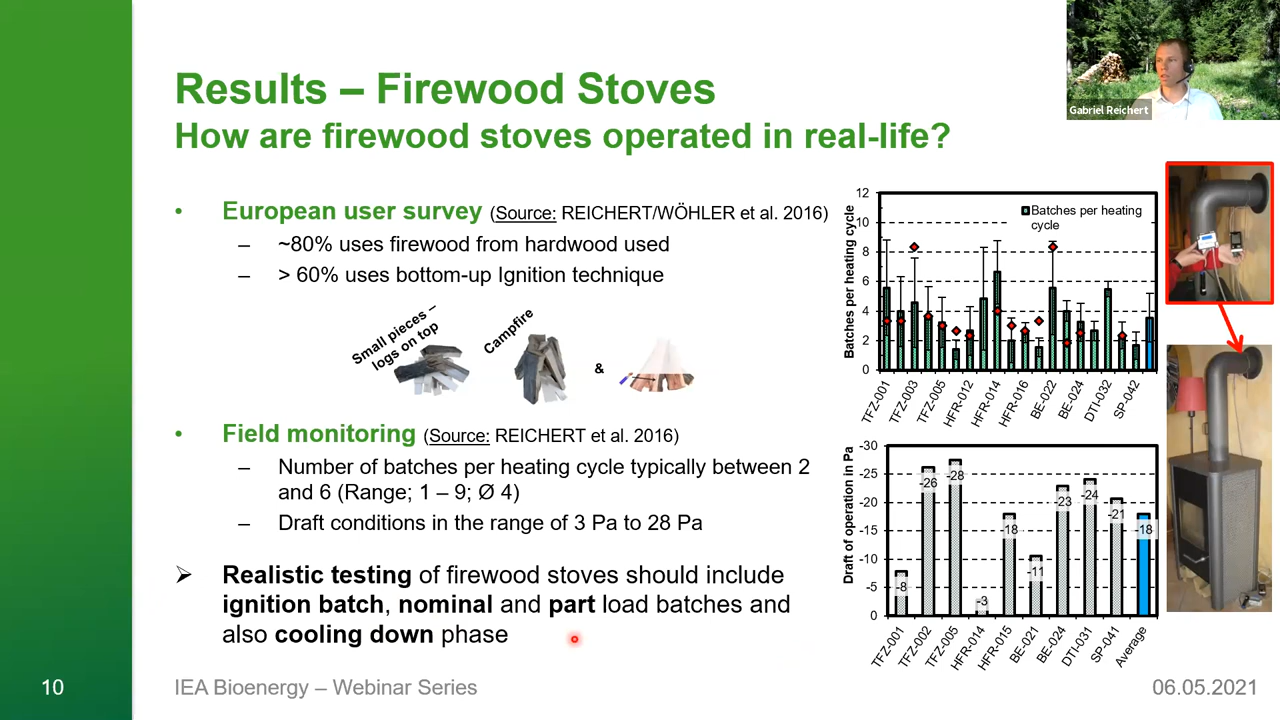 Results – Firewood Stoves
How are firewood stoves operated in real-life?
Gabriel Reichert
• European user survey (Source: REICHERT/WÖHLER et al. 2016)
– ~80% uses firewood from hardwood used
– > 60% uses bottom-up Ignition technique
Small pieces –
logs on top
Campfire
&
• Field monitoring (Source: REICHERT et al. 2016)
– Number of batches per heating cycle typically between 2
and 6 (Range; 1 – 9; Ø 4)
– Draft conditions in the range of 3 Pa to 28 Pa
➢ Realistic testing of firewood stoves should include
ignition batch, nominal and part load batches and
also cooling down phase
Batches per heating cycle
12
10
8
6
4
2
0
Batches per heating
cycle
TFZ-001
TFZ-003
TFZ-005
HFR-012
HFR-014
HFR-016
BE-022
BE-024
DTI-032
SP-042
Draft of operation in Pa
-30
-25
-20
-15
-10
-5
0
-8
-26
-28
-3
-18
-11
-23
-24
-21
-18
TFZ-001
TFZ-002
TFZ-005
HFR-014
HFR-015
BE-021
BE-024
DTI-031
SP-041
Average
10
IEA Bioenergy – Webinar Series
06.05.2021